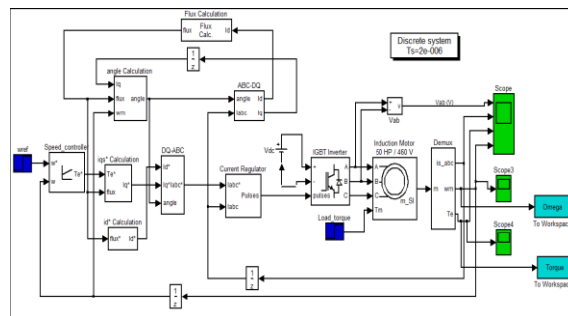 Flux Calculation
flux
Flux
Calc.
Id
Discrete system
Ts=2e-006
1
z
angle Calculation
Iq
flux
wm
angle
ABC-DQ
angle
Iabc
Id
Iq
Scope
Vab (V)
+
-
v
Vab
wref
Speed_controlle
w*
w
Te*
iqs* Calculation
Te*
flux
Iq*
DQ-ABC
Id*
Iq*
Iabc*
angle
id* Calculation
flux*
Id*
Current Regulator
Iabc*
Iabc
Pulses
Vdc
IGBT Inverter
+
-
pulses
A
B
C
Induction Motor
50 HP / 460 V
A
B
C
Tm
m_SI
Load_torque
Demux
m
is_abc
wm
Te
Scope3
Scope4
Omega
To Workspac
Torque
To Workspac
1
z
1
z